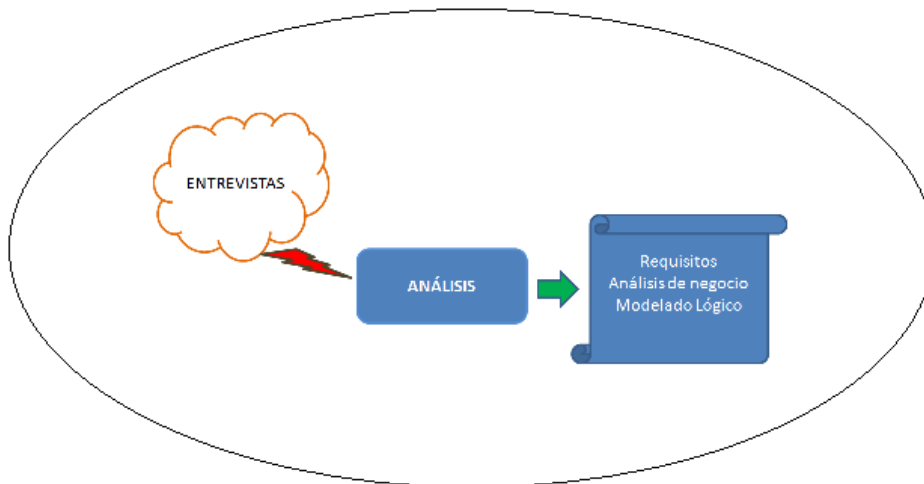 ENTREVISTAS
ANÁLISIS
Requisitos
Análisis de negocio
Modelado Lógico